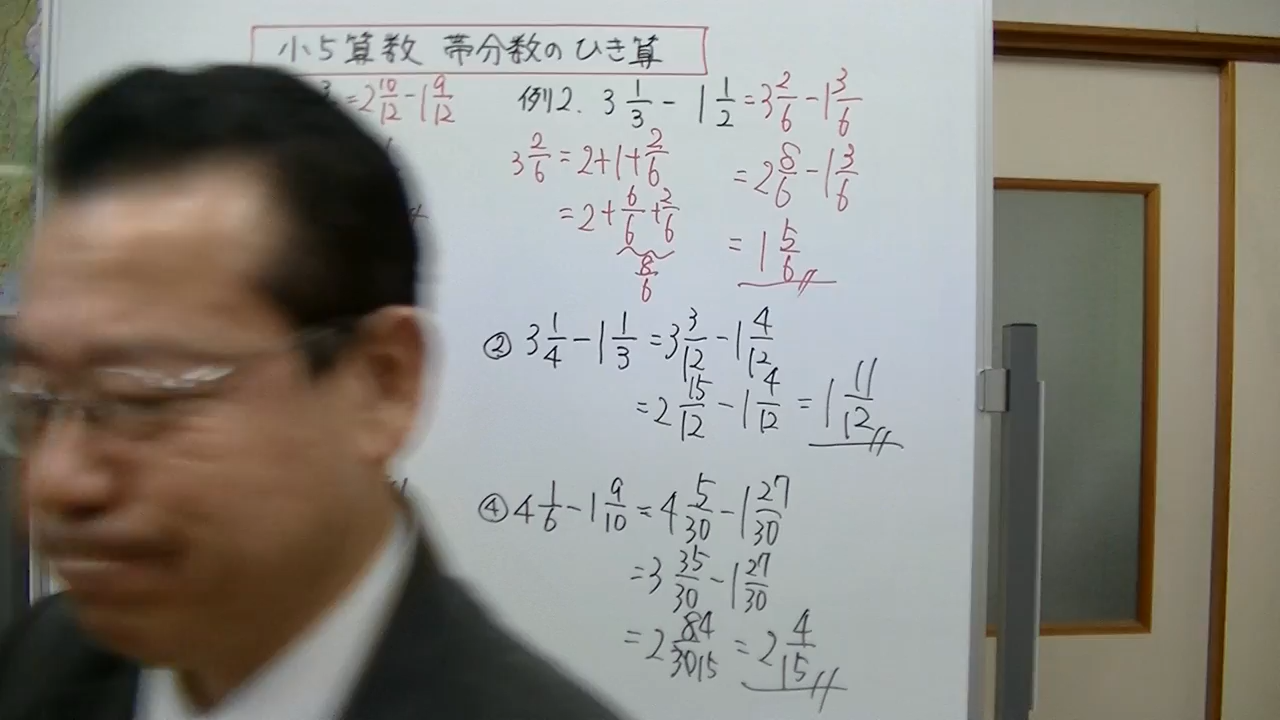 小5算数 帯分数のひき算
=2 10/12 - 1 9/12
例2. 3 1/3 - 1 1/2 = 3 2/6 - 1 3/6
3 2/6 = 2+1+2/6
= 2 8/6 - 1 3/6
= 2+6/6+2/6
8/6
= 1 5/6
② 3 1/4 - 1 1/3 = 3 3/12 - 1 4/12
= 2 15/12 - 1 4/12 = 1 11/12
④ 4 1/6 - 1 9/10 = 4 5/30 - 1 27/30
= 3 35/30 - 1 27/30
= 2 84/3015 = 2 4/15